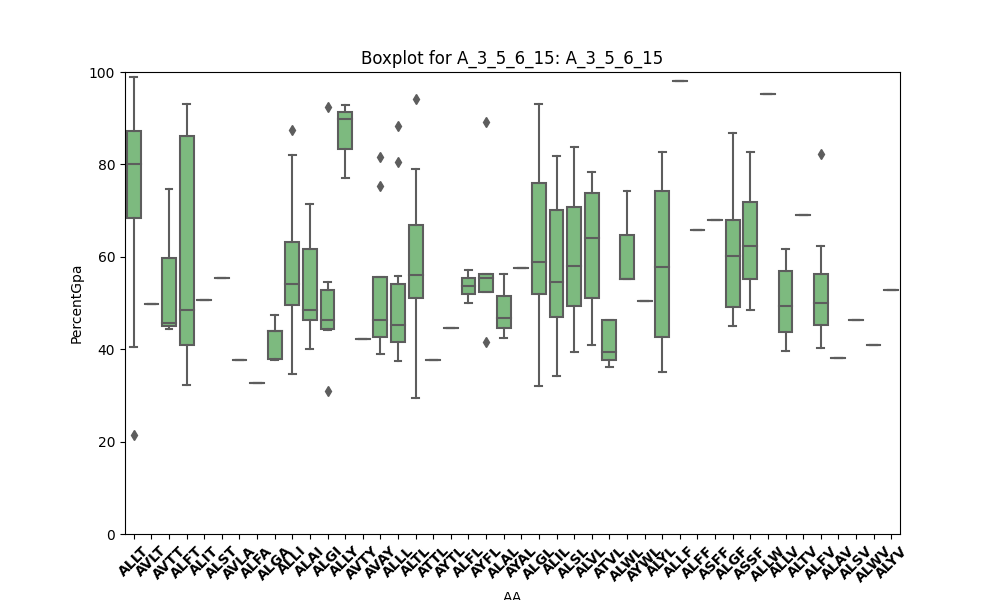 Boxplot for A_3_5_6_15: A_3_5_6_15
100
80
60
40
20
0
PercentGpa
ALLT AVLT AVTT ALFT ALIT ALST AVLA ALFA ALGA ALLI ALAI ALGI ALLY AVTY AVAY ALLL ALTL ATTL AYTL ALFL AYFL ALAL AYAL ALGL ALIL ALSL ALVL ATVL ALWL AYWL ALYL ALLF ALFF ASFF ALGF ASSF ALLW ALLV ALTV ALFV ALAV ALSV ALWV ALYV
AA